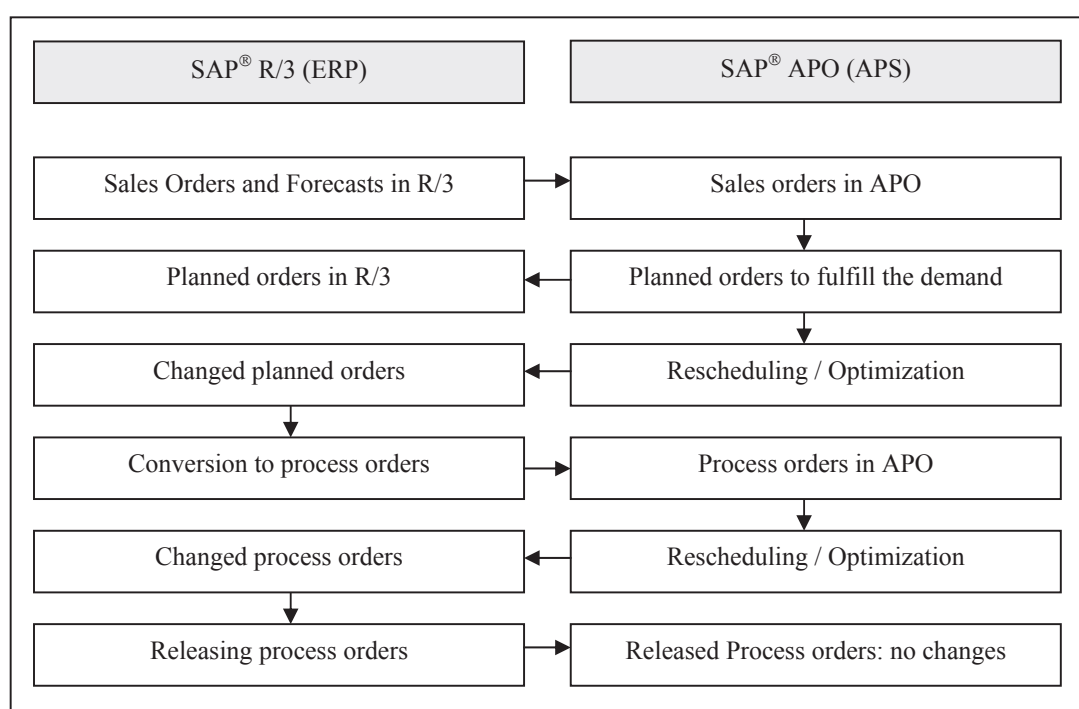 SAP® R/3 (ERP)
SAP® APO (APS)
Sales Orders and Forecasts in R/3
Sales orders in APO
Planned orders in R/3
Planned orders to fulfill the demand
Changed planned orders
Rescheduling / Optimization
Conversion to process orders
Process orders in APO
Changed process orders
Rescheduling / Optimization
Releasing process orders
Released Process orders: no changes